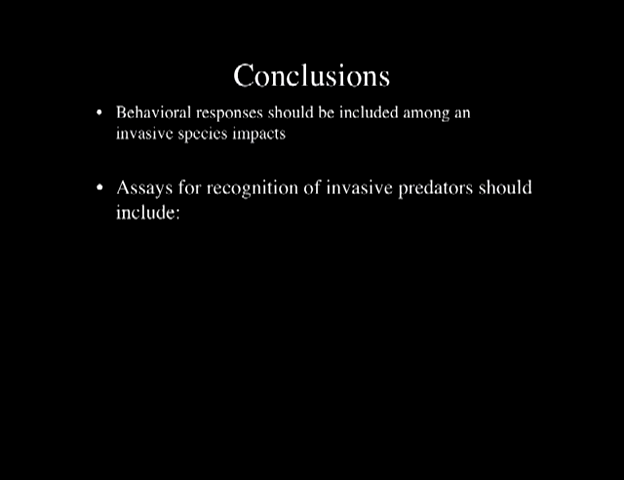 Conclusions
• Behavioral responses should be included among an
invasive species impacts
• Assays for recognition of invasive predators should
include: